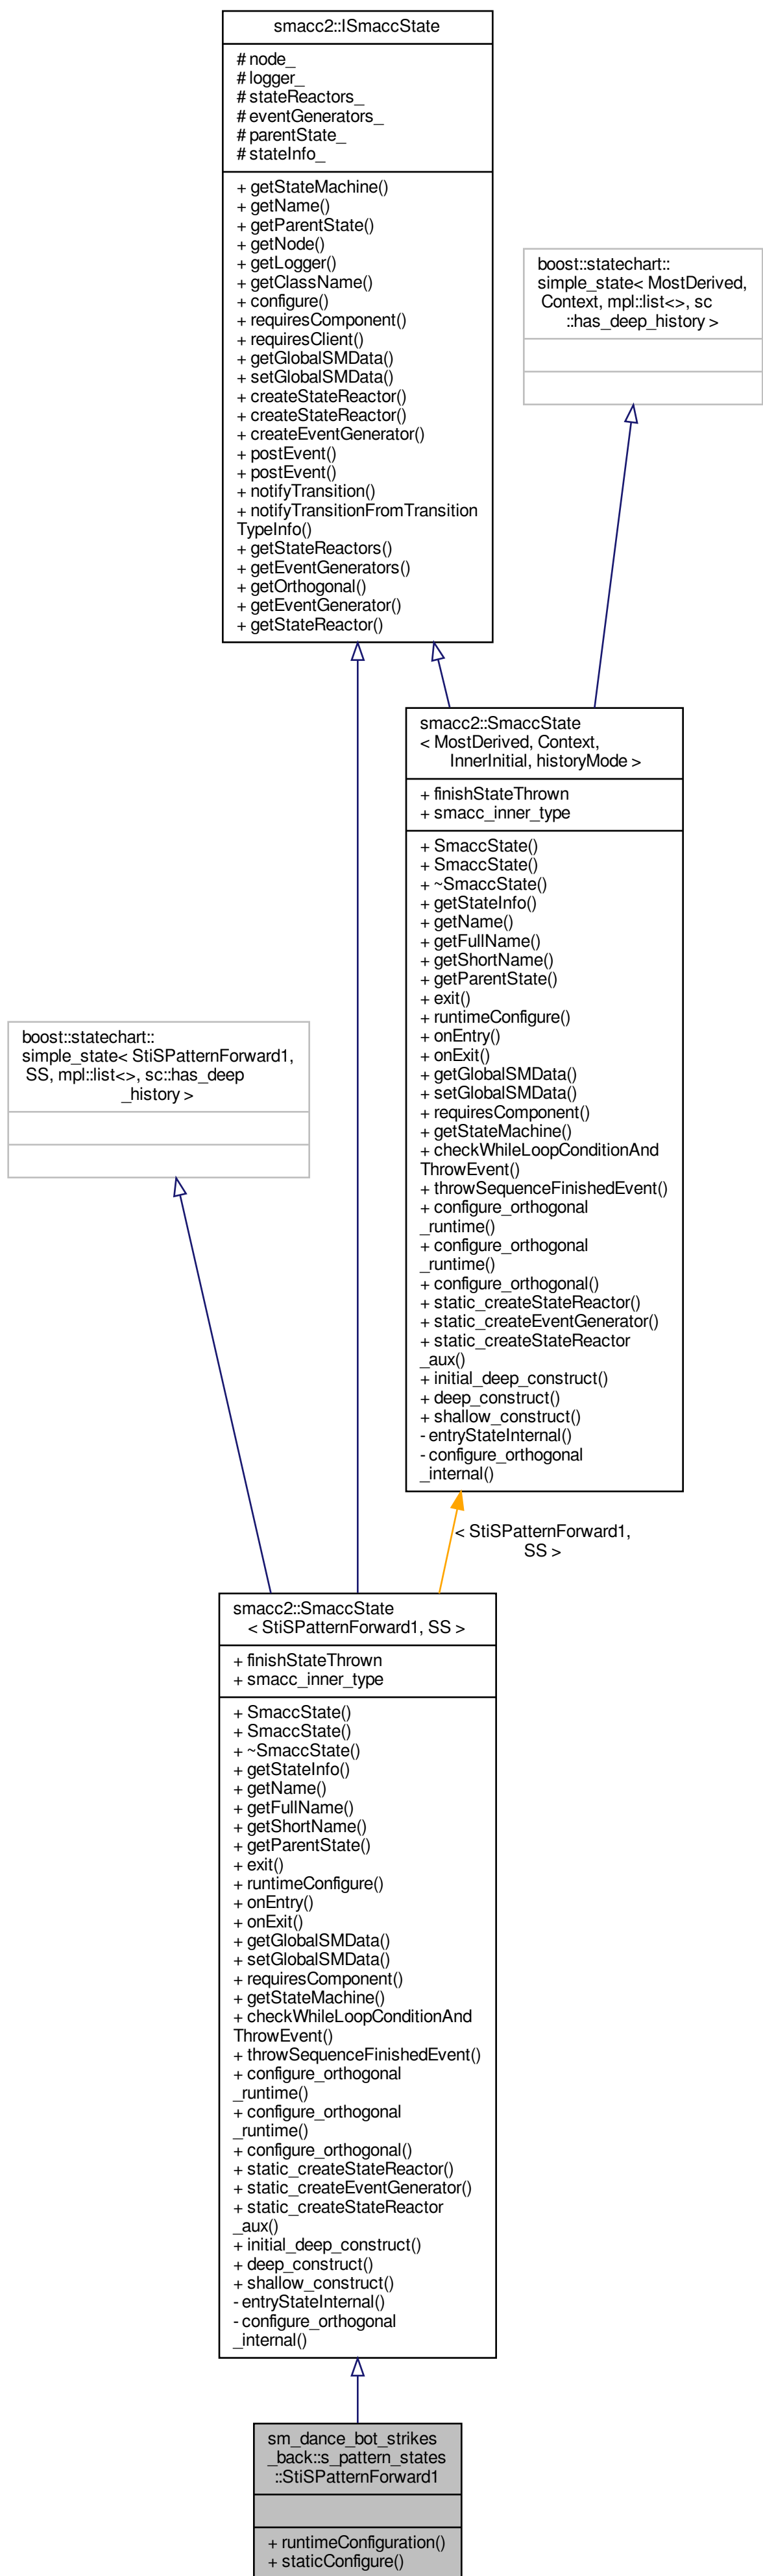 smacc2::ISmaccState
# node_
# logger_
# stateReactors_
# eventGenerators_
# parentState_
# stateInfo_
+ getStateMachine()
+ getName()
+ getParentState()
+ getNode()
+ getLogger()
+ getClassName()
+ configure()
+ requiresComponent()
+ requiresClient()
+ getGlobalSMData()
+ setGlobalSMData()
+ createStateReactor()
+ createStateReactor()
+ createEventGenerator()
+ postEvent()
+ postEvent()
+ notifyTransition()
+ notifyTransitionFromTransition
TypeInfo()
+ getStateReactors()
+ getEventGenerators()
+ getOrthogonal()
+ getEventGenerator()
+ getStateReactor()
boost::statechart::
simple_state< MostDerived,
Context, mpl::list<>, sc
::has_deep_history >
smacc2::SmaccState
< MostDerived, Context,
InnerInitial, historyMode >
+ finishStateThrown
+ smacc_inner_type
+ SmaccState()
+ SmaccState()
+ ~SmaccState()
+ getStateInfo()
+ getName()
+ getFullName()
+ getShortName()
+ getParentState()
+ exit()
+ runtimeConfigure()
+ onEntry()
+ onExit()
+ getGlobalSMData()
+ setGlobalSMData()
+ requiresComponent()
+ getStateMachine()
+ checkWhileLoopConditionAnd
ThrowEvent()
+ throwSequenceFinishedEvent()
+ configure_orthogonal
_runtime()
+ configure_orthogonal
_runtime()
+ configure_orthogonal()
+ static_createStateReactor()
+ static_createEventGenerator()
+ static_createStateReactor
_aux()
+ initial_deep_construct()
+ deep_construct()
+ shallow_construct()
- entryStateInternal()
- configure_orthogonal
_internal()
boost::statechart::
simple_state< StiSPatternForward1,
SS, mpl::list<>, sc::has_deep
_history >
< StiSPatternForward1,
SS >
smacc2::SmaccState
< StiSPatternForward1, SS >
+ finishStateThrown
+ smacc_inner_type
+ SmaccState()
+ SmaccState()
+ ~SmaccState()
+ getStateInfo()
+ getName()
+ getFullName()
+ getShortName()
+ getParentState()
+ exit()
+ runtimeConfigure()
+ onEntry()
+ onExit()
+ getGlobalSMData()
+ setGlobalSMData()
+ requiresComponent()
+ getStateMachine()
+ checkWhileLoopConditionAnd
ThrowEvent()
+ throwSequenceFinishedEvent()
+ configure_orthogonal
_runtime()
+ configure_orthogonal
_runtime()
+ configure_orthogonal()
+ static_createStateReactor()
+ static_createEventGenerator()
+ static_createStateReactor
_aux()
+ initial_deep_construct()
+ deep_construct()
+ shallow_construct()
- entryStateInternal()
- configure_orthogonal
_internal()
sm_dance_bot_strikes
_back::s_pattern_states
::StiSPatternForward1
+ runtimeConfiguration()
+ staticConfigure()